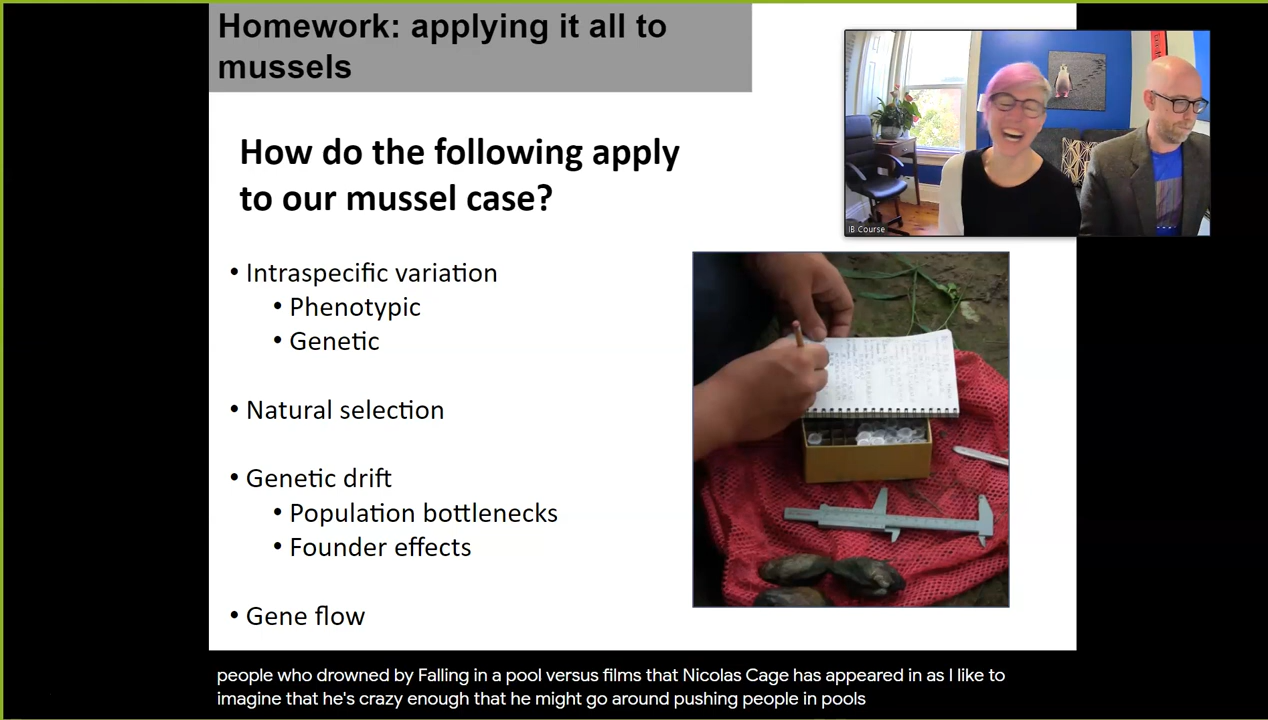 Homework: applying it all to
mussels
How do the following apply
to our mussel case?
• Intraspecific variation
• Phenotypic
• Genetic
• Natural selection
• Genetic drift
• Population bottlenecks
• Founder effects
• Gene flow
IB Course
people who drowned by Falling in a pool versus films that Nicolas Cage has appeared in as I like to
imagine that he's crazy enough that he might go around pushing people in pools